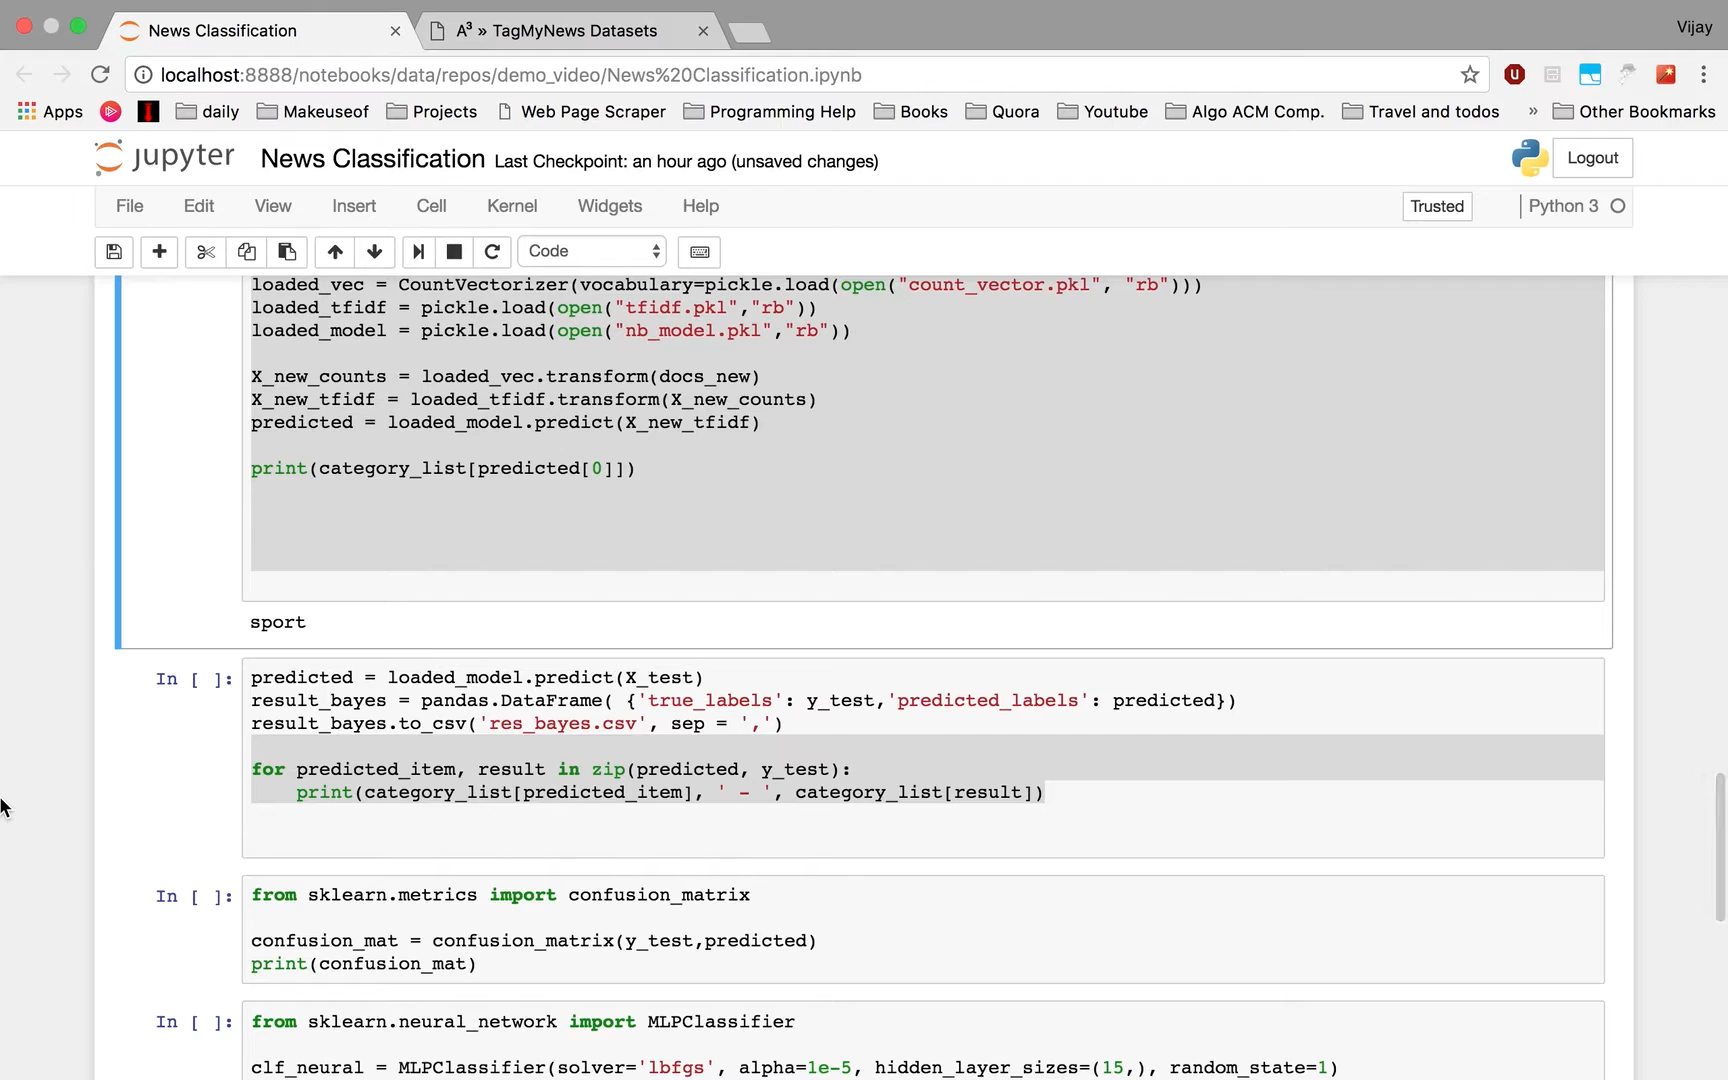 News Classification
A³ » TagMyNews Datasets
Vijay
localhost:8888/notebooks/data/repos/demo_video/News%20Classification.ipynb
Apps daily Makeuseof Projects Web Page Scraper Programming Help Books Quora Youtube Algo ACM Comp. Travel and todos » Other Bookmarks
jupyter News Classification Last Checkpoint: an hour ago (unsaved changes) Logout
File Edit View Insert Cell Kernel Widgets Help Trusted Python 3
Code
loaded_vec = CountVectorizer(vocabulary=pickle.load(open("count_vector.pkl", "rb")))
loaded_tfidf = pickle.load(open("tfidf.pkl","rb"))
loaded_model = pickle.load(open("nb_model.pkl","rb"))
X_new_counts = loaded_vec.transform(docs_new)
X_new_tfidf = loaded_tfidf.transform(X_new_counts)
predicted = loaded_model.predict(X_new_tfidf)
print(category_list[predicted[0]])
sport
In [ ]: predicted = loaded_model.predict(X_test)
result_bayes = pandas.DataFrame( {'true_labels': y_test,'predicted_labels': predicted})
result_bayes.to_csv('res_bayes.csv', sep = ',')
for predicted_item, result in zip(predicted, y_test):
print(category_list[predicted_item], ' - ', category_list[result])
In [ ]: from sklearn.metrics import confusion_matrix
confusion_mat = confusion_matrix(y_test,predicted)
print(confusion_mat)
In [ ]: from sklearn.neural_network import MLPClassifier
clf_neural = MLPClassifier(solver='lbfgs', alpha=1e-5, hidden_layer_sizes=(15,), random_state=1)